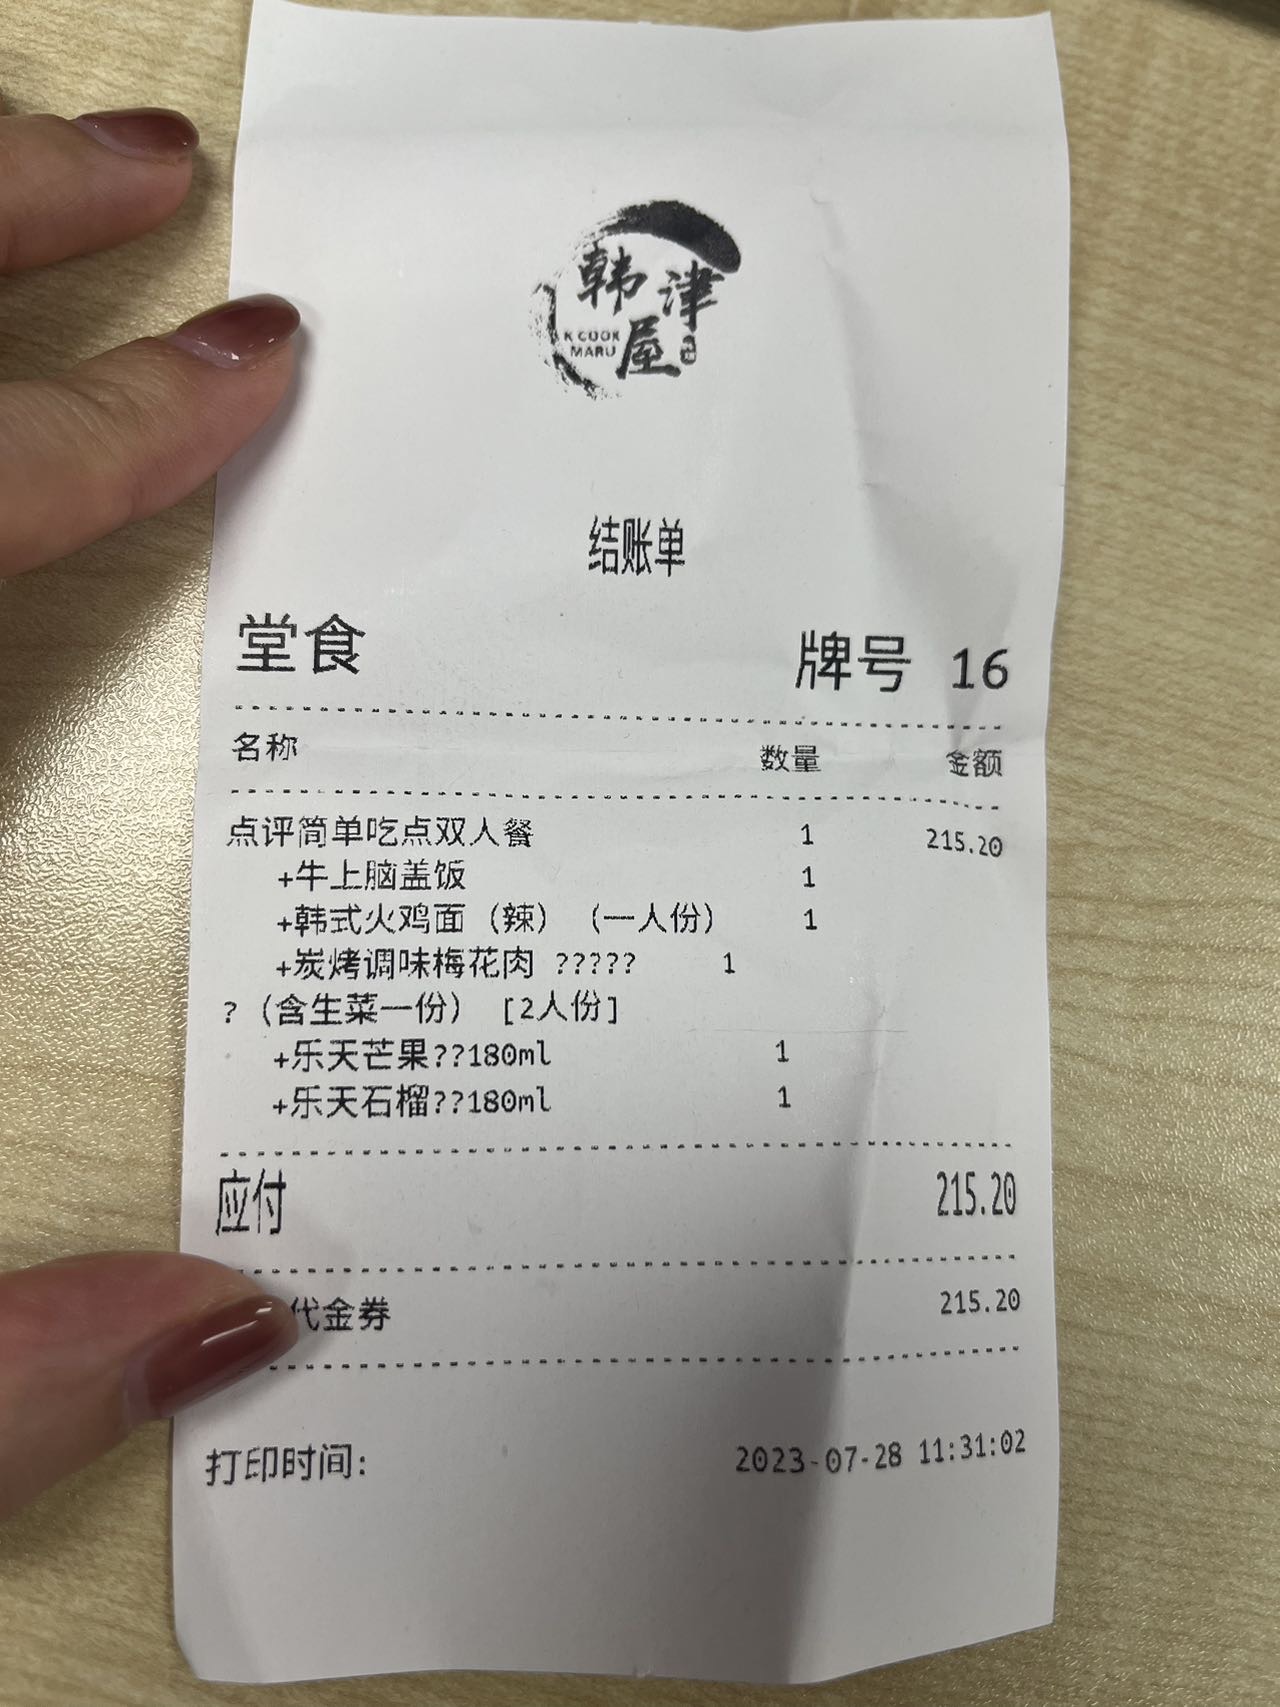 韩津
K COOK
MARU
屋
结账单
堂食 牌号 16
名称 数量 金额
点评简单吃点双人餐 1 215.20
+牛上脑盖饭 1
+韩式火鸡面（辣）（一人份） 1
+炭烤调味梅花肉 ????? 1
?（含生菜一份） [2人份]
+乐天芒果??180ml 1
+乐天石榴??180ml 1
应付 215.20
代金券 215.20
打印时间: 2023-07-28 11:31:02